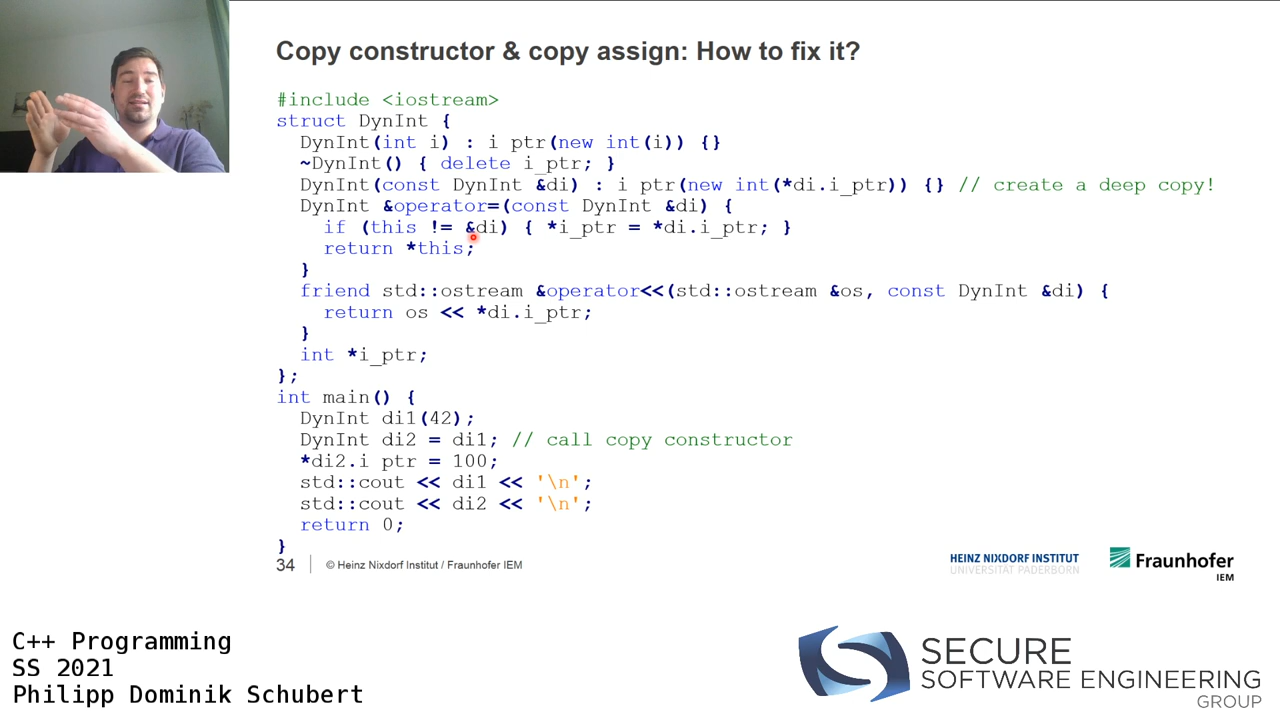 Copy constructor & copy assign: How to fix it?
#include <iostream>
struct DynInt {
  DynInt(int i) : i ptr(new int(i)) {}
  ~DynInt() { delete i_ptr; }
  DynInt(const DynInt &di) : i ptr(new int(*di.i_ptr)) {} // create a deep copy!
  DynInt &operator=(const DynInt &di) {
    if (this != &di) { *i_ptr = *di.i_ptr; }
    return *this;
  }
  friend std::ostream &operator<<(std::ostream &os, const DynInt &di) {
    return os << *di.i_ptr;
  }
  int *i_ptr;
};
int main() {
  DynInt di1(42);
  DynInt di2 = di1; // call copy constructor
  *di2.i ptr = 100;
  std::cout << di1 << '\n';
  std::cout << di2 << '\n';
  return 0;
}
34 © Heinz Nixdorf Institut / Fraunhofer IEM
HEINZ NIXDORF INSTITUT
UNIVERSITÄT PADERBORN
Fraunhofer
IEM
C++ Programming
SS 2021
Philipp Dominik Schubert
SECURE
SOFTWARE ENGINEERING
GROUP